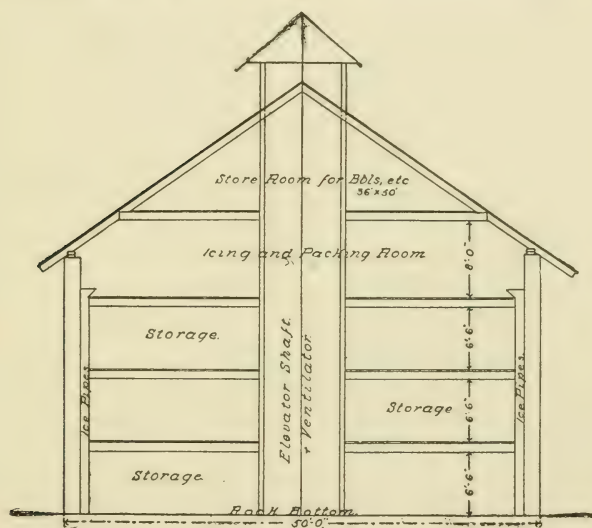 Store Room for Bbls, etc
36'x50'
Icing and Packing Room
8'-0"
Storage.
6'-6"
Ice Pipes.
Elevator Shaft.
+ Ventilator
Ice Pipes
Storage
6'-6"
Storage.
6'-6"
Rock Bottom.
50'-0"